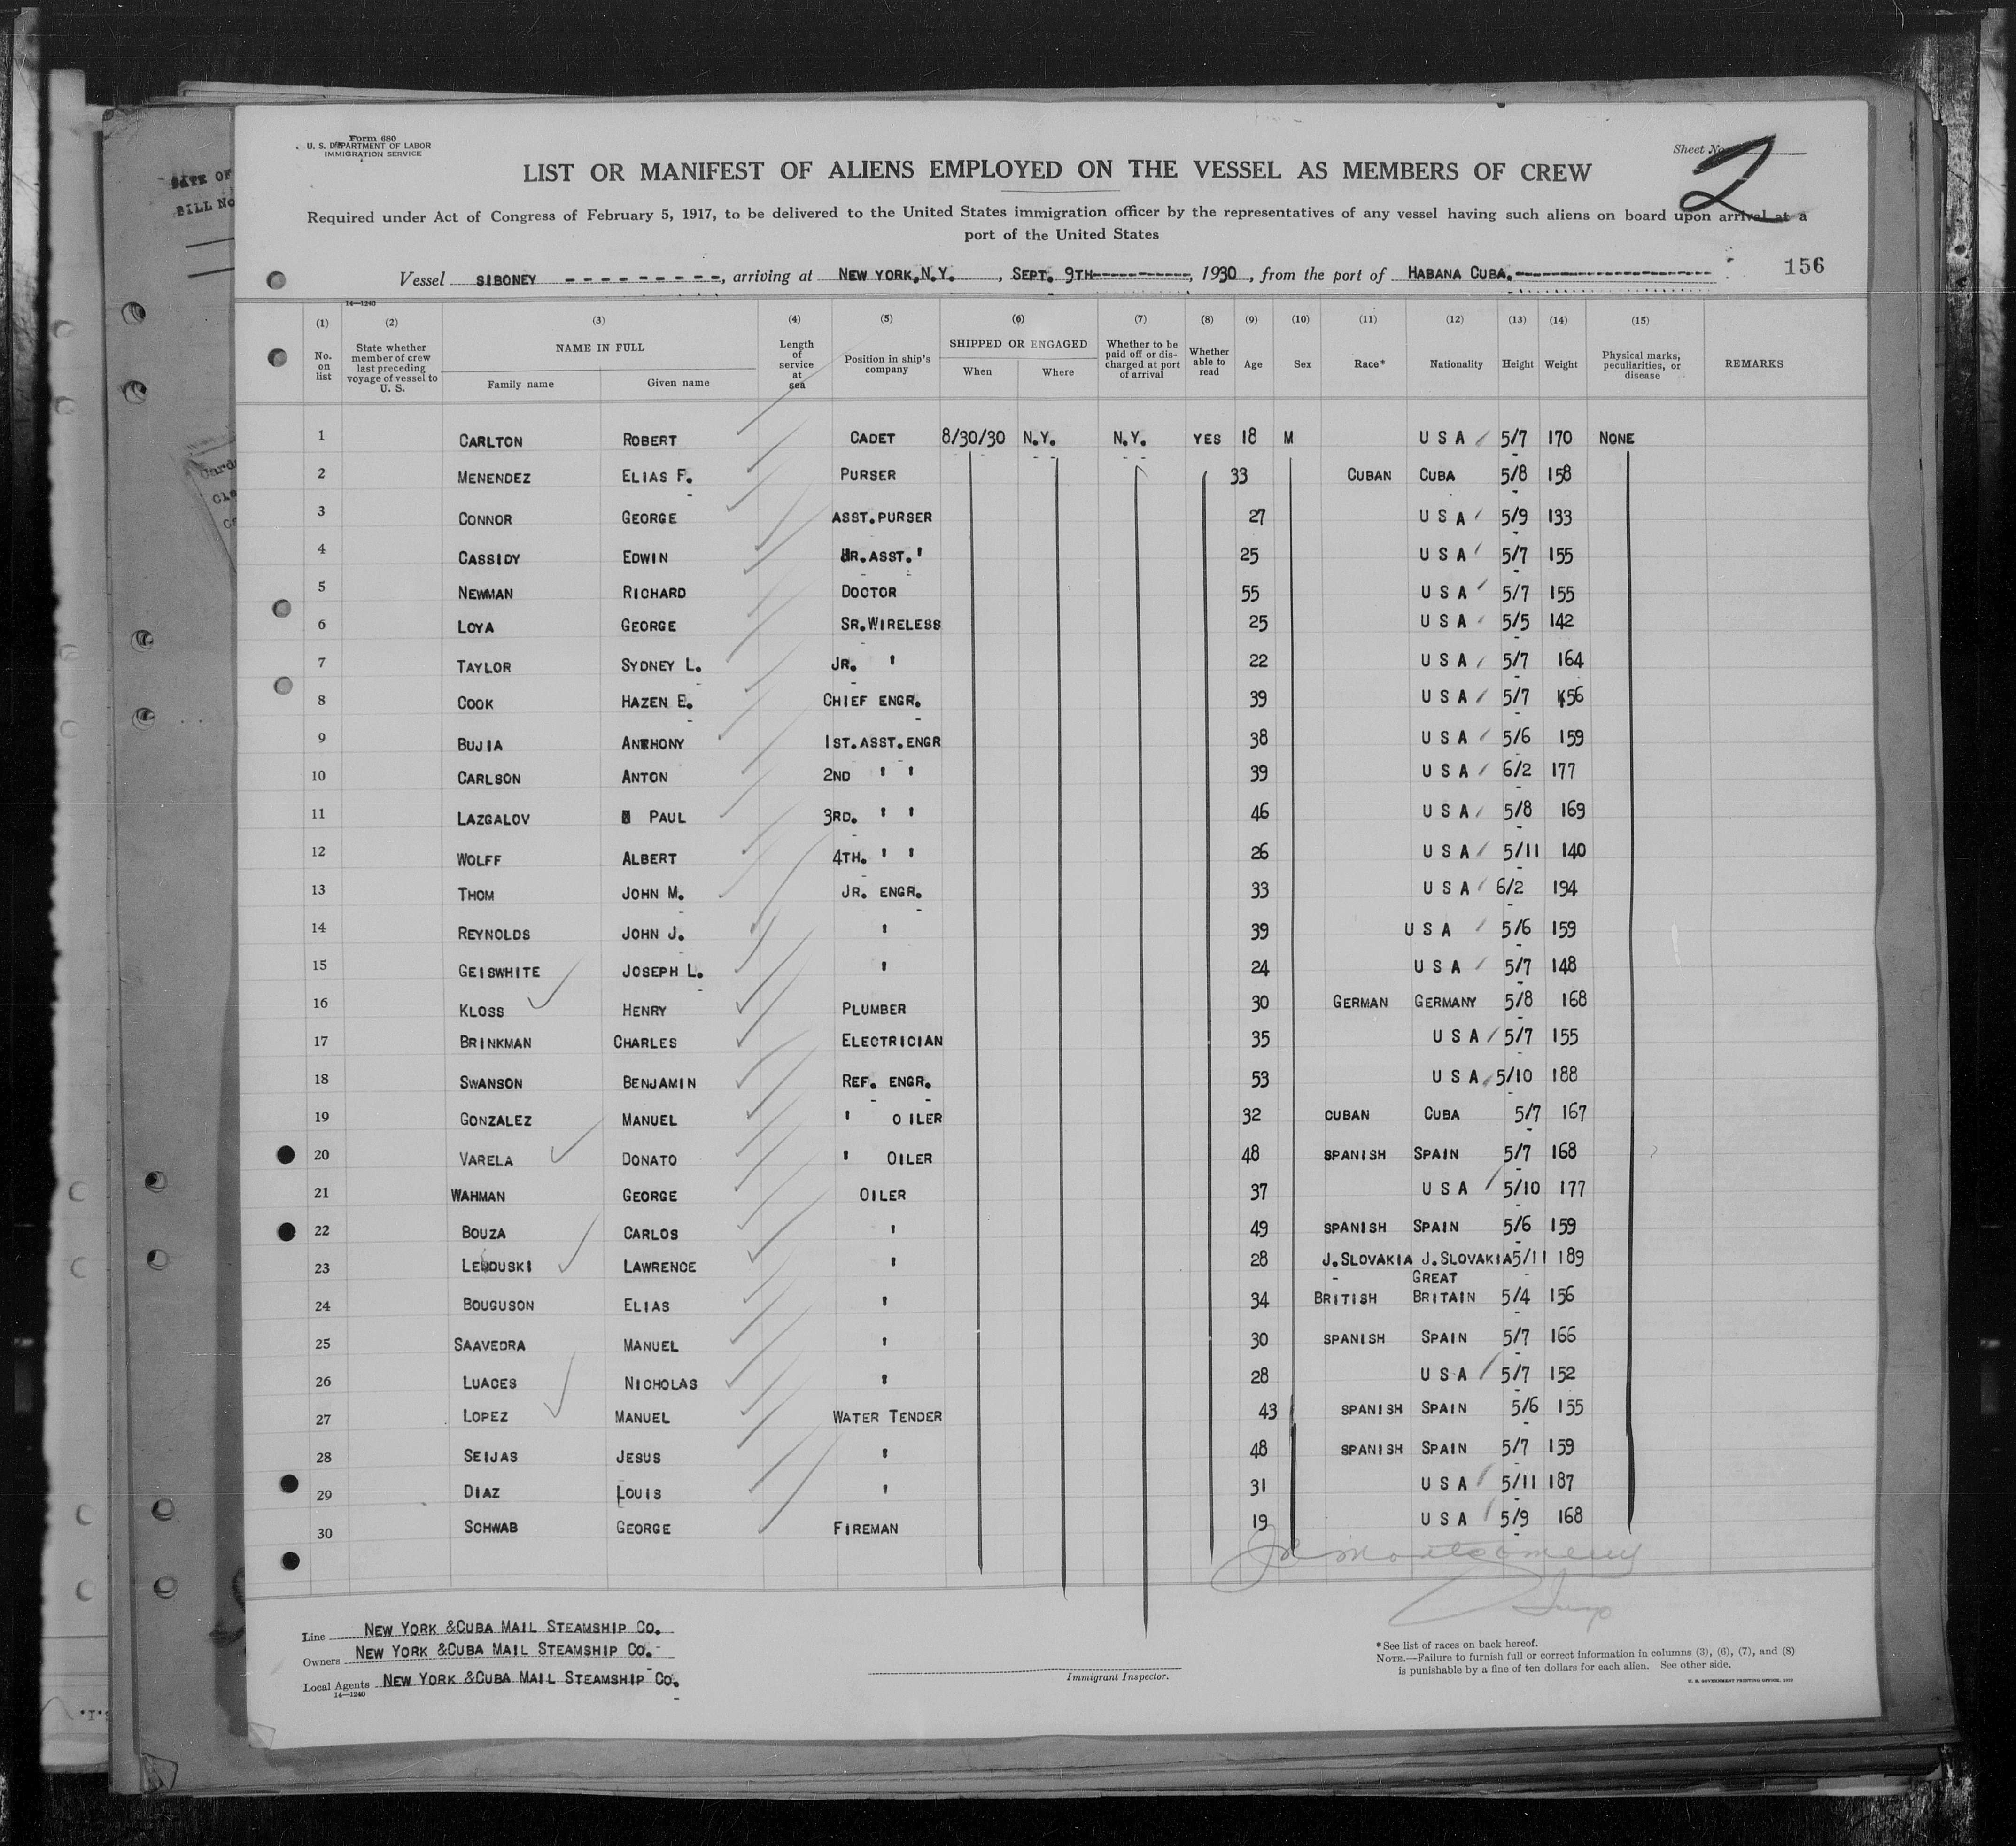 Form 680
U. S. DEPARTMENT OF LABOR
IMMIGRATION SERVICE
Sheet No. 2
LIST OR MANIFEST OF ALIENS EMPLOYED ON THE VESSEL AS MEMBERS OF CREW
Required under Act of Congress of February 5, 1917, to be delivered to the United States immigration officer by the representatives of any vessel having such aliens on board upon arrival at a
port of the United States
Vessel SIBONEY ---------, arriving at NEW YORK,N.Y., SEPT. 9TH-----------, 1930, from the port of HABANA CUBA.--------------------
156
14—1240
(1) (2) (3) (4) (5) (6) (7) (8) (9) (10) (11) (12) (13) (14) (15)
No. on list State whether member of crew last preceding voyage of vessel to U. S. NAME IN FULL Family name Given name Length of service at sea Position in ship's company SHIPPED OR ENGAGED When Where Whether to be paid off or discharged at port of arrival Whether able to read Age Sex Race* Nationality Height Weight Physical marks, peculiarities, or disease REMARKS
1 CARLTON ROBERT CADET 8/30/30 N.Y. N.Y. YES 18 M U S A 5/7 170 NONE
2 MENENDEZ ELIAS F. PURSER 33 CUBAN CUBA 5/8 158
3 CONNOR GEORGE ASST.PURSER 27 U S A 5/9 133
4 CASSIDY EDWIN JR.ASST.' 25 U S A 5/7 155
5 NEWMAN RICHARD DOCTOR 55 U S A 5/7 155
6 LOYA GEORGE SR.WIRELESS 25 U S A 5/5 142
7 TAYLOR SYDNEY L. JR. ' 22 U S A 5/7 164
8 COOK HAZEN E. CHIEF ENGR. 39 U S A 5/7 156
9 BUJIA ANTHONY 1ST.ASST.ENGR 38 U S A 5/6 159
10 CARLSON ANTON 2ND ' ' 39 U S A 6/2 177
11 LAZGALOV PAUL 3RD. ' ' 46 U S A 5/8 169
12 WOLFF ALBERT 4TH. ' ' 26 U S A 5/11 140
13 THOM JOHN M. JR. ENGR. 33 U S A 6/2 194
14 REYNOLDS JOHN J. ' 39 U S A 5/6 159
15 GEISWHITE JOSEPH L. ' 24 U S A 5/7 148
16 KLOSS HENRY PLUMBER 30 GERMAN GERMANY 5/8 168
17 BRINKMAN CHARLES ELECTRICIAN 35 U S A 5/7 155
18 SWANSON BENJAMIN REF. ENGR. 53 U S A 5/10 188
19 GONZALEZ MANUEL ' OILER 32 CUBAN CUBA 5/7 167
20 VARELA DONATO ' OILER 48 SPANISH SPAIN 5/7 168
21 WAHMAN GEORGE OILER 37 U S A 5/10 177
22 BOUZA CARLOS ' 49 SPANISH SPAIN 5/6 159
23 LAWRENCE ' 28 J.SLOVAKIA J.SLOVAKIA 5/11 189
24 BOUGUSON ELIAS ' 34 BRITISH GREAT BRITAIN 5/4 156
25 SAAVEDRA MANUEL ' 30 SPANISH SPAIN 5/7 166
26 LUACES NICHOLAS ' 28 U S A 5/7 152
27 LOPEZ MANUEL WATER TENDER 43 SPANISH SPAIN 5/6 155
28 SEIJAS JESUS ' 48 SPANISH SPAIN 5/7 159
29 DIAZ LOUIS ' 31 U S A 5/11 187
30 SCHWAB GEORGE FIREMAN 19 U S A 5/9 168
Montgomery
Line NEW YORK &CUBA MAIL STEAMSHIP CO.
Owners NEW YORK &CUBA MAIL STEAMSHIP CO.
Local Agents NEW YORK &CUBA MAIL STEAMSHIP CO.
14—1240
Immigrant Inspector.
*See list of races on back hereof.
NOTE.—Failure to furnish full or correct information in columns (3), (6), (7), and (8)
is punishable by a fine of ten dollars for each alien. See other side.
U. S. GOVERNMENT PRINTING OFFICE
DATE OF
BILL No